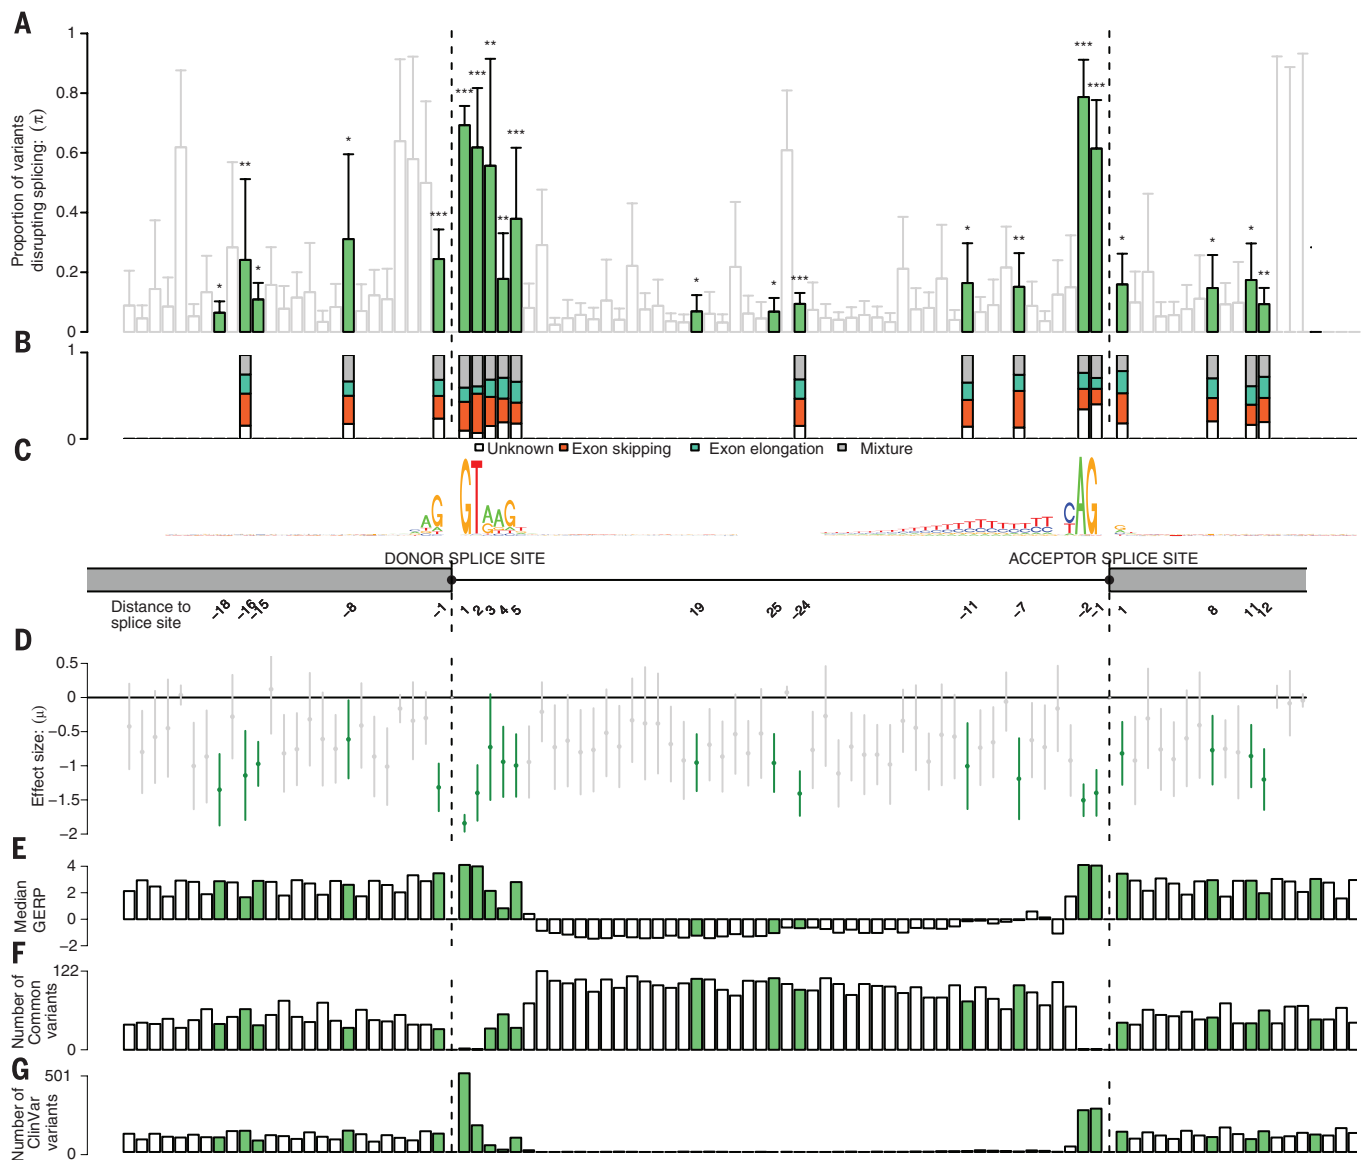 A
1
0.8
0.6
0.4
0.2
0
Proportion of variants
disrupting splicing: (π)
* ** * * *** *** *** ** ** *** * * *** * ** *** *** * * * **
B
1
0
Unknown Exon skipping Exon elongation Mixture
C
A G G T A A G C A G
DONOR SPLICE SITE ACCEPTOR SPLICE SITE
Distance to
splice site
-18 -16 -15 -8 -1 1 2 3 4 5 19 25 -24 -11 -7 -2 -1 1 8 11 12
D
0.5
0
−0.5
−1
−1.5
−2
Effect size: (μ)
E
4
2
0
−2
Median
GERP
F
122
0
Number of
Common
variants
G
501
0
Number of
ClinVar
variants